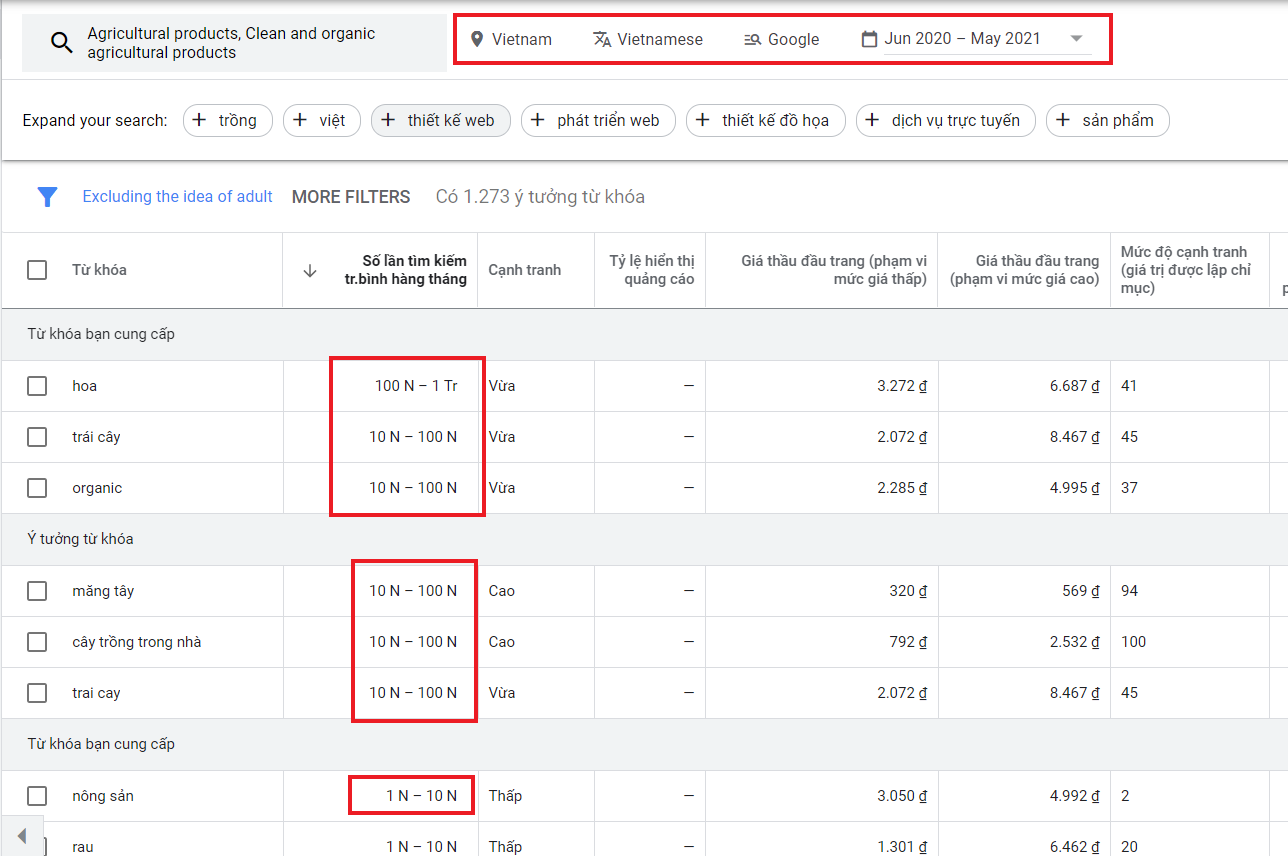 Agricultural products, Clean and organic
agricultural products
Vietnam Vietnamese Google Jun 2020 – May 2021
Expand your search: + trồng + việt + thiết kế web + phát triển web + thiết kế đồ họa + dịch vụ trực tuyến + sản phẩm
Excluding the idea of adult MORE FILTERS Có 1.273 ý tưởng từ khóa
Từ khóa
Số lần tìm kiếm
tr.bình hàng tháng
Cạnh tranh
Tỷ lệ hiển thị
quảng cáo
Giá thầu đầu trang (phạm vi
mức giá thấp)
Giá thầu đầu trang
(phạm vi mức giá cao)
Mức độ cạnh tranh
(giá trị được lập chỉ
mục)
Từ khóa bạn cung cấp
hoa 100 N – 1 Tr Vừa – 3.272 ₫ 6.687 ₫ 41
trái cây 10 N – 100 N Vừa – 2.072 ₫ 8.467 ₫ 45
organic 10 N – 100 N Vừa – 2.285 ₫ 4.995 ₫ 37
Ý tưởng từ khóa
măng tây 10 N – 100 N Cao – 320 ₫ 569 ₫ 94
cây trồng trong nhà 10 N – 100 N Cao – 792 ₫ 2.532 ₫ 100
trai cay 10 N – 100 N Vừa – 2.072 ₫ 8.467 ₫ 45
Từ khóa bạn cung cấp
nông sản 1 N – 10 N Thấp – 3.050 ₫ 4.992 ₫ 2
rau 1 N – 10 N Thấp – 1.301 ₫ 6.462 ₫ 20